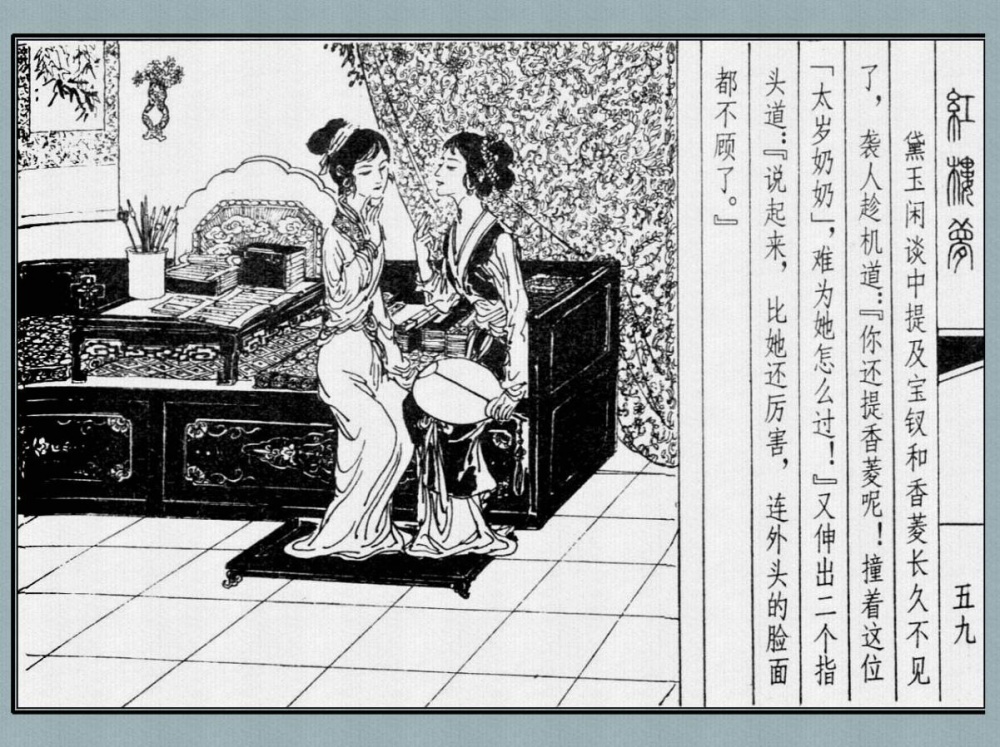 紅樓夢
五九
黛玉闲谈中提及宝钗和香菱长久不见
了，袭人趁机道：『你还提香菱呢！撞着这位
「太岁奶奶」，难为她怎么过！』又伸出二个指
头道：『说起来，比她还厉害，连外头的脸面
都不顾了。』